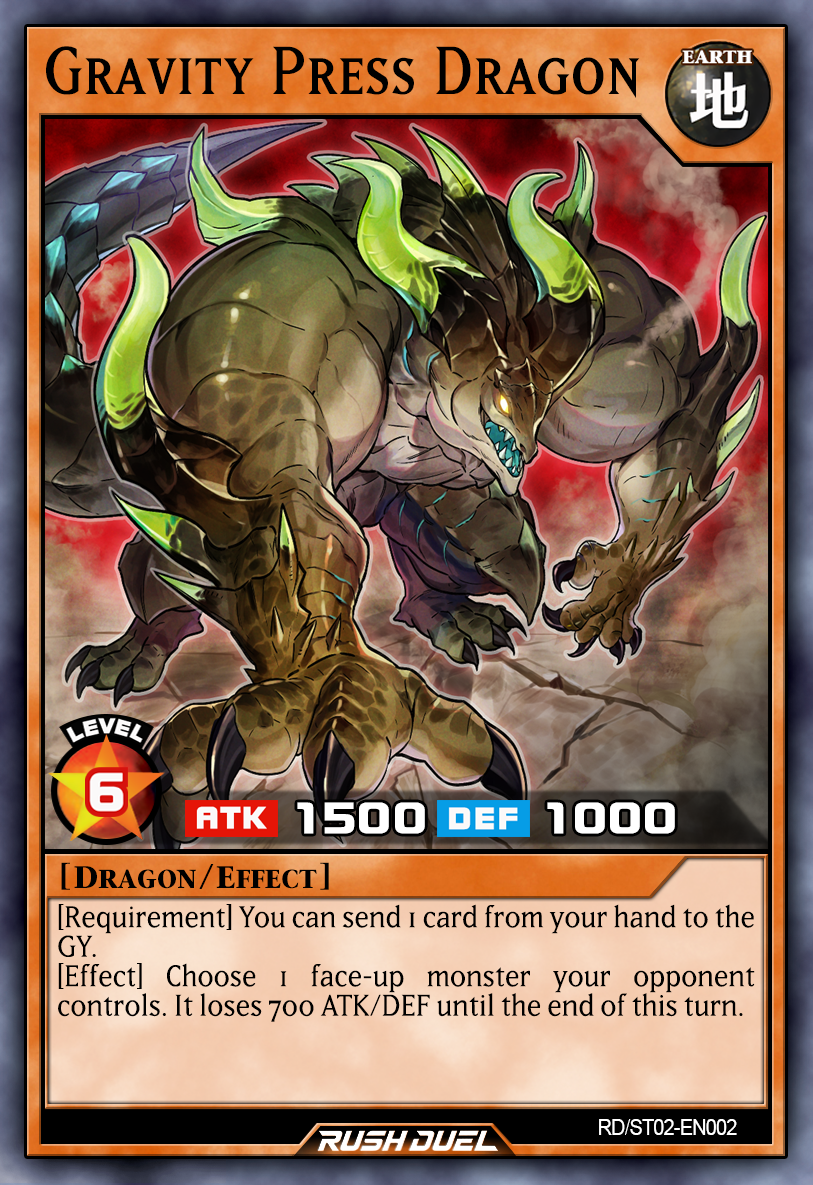 Gravity Press Dragon
EARTH
地
LEVEL
6
ATK 1500 DEF 1000
[Dragon/Effect]
[Requirement] You can send 1 card from your hand to the
GY.
[Effect] Choose 1 face-up monster your opponent
controls. It loses 700 ATK/DEF until the end of this turn.
RD/ST02-EN002
RUSH DUEL